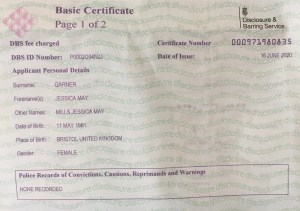 Basic Certificate
Page 1 of 2
Disclosure &
Barring Service
DBS fee charged
Certificate Number 000973980835
DBS ID Number:
Date of Issue: 16 JUNE 2020
Applicant Personal Details
Surname: GARNER
Forename(s): JESSICA MAY
Other Names: MILLS, JESSICA MAY
Date of Birth: 11 MAY 1981
Place of Birth: BRISTOL, UNITED KINGDOM
Gender: FEMALE
Police Records of Convictions, Cautions, Reprimands and Warnings
NONE RECORDED